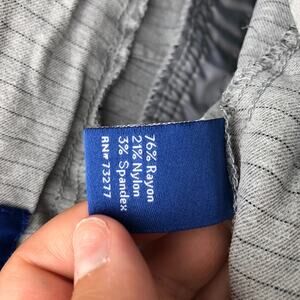 76% Rayon
21% Nylon
3% Spandex
RN# 73277